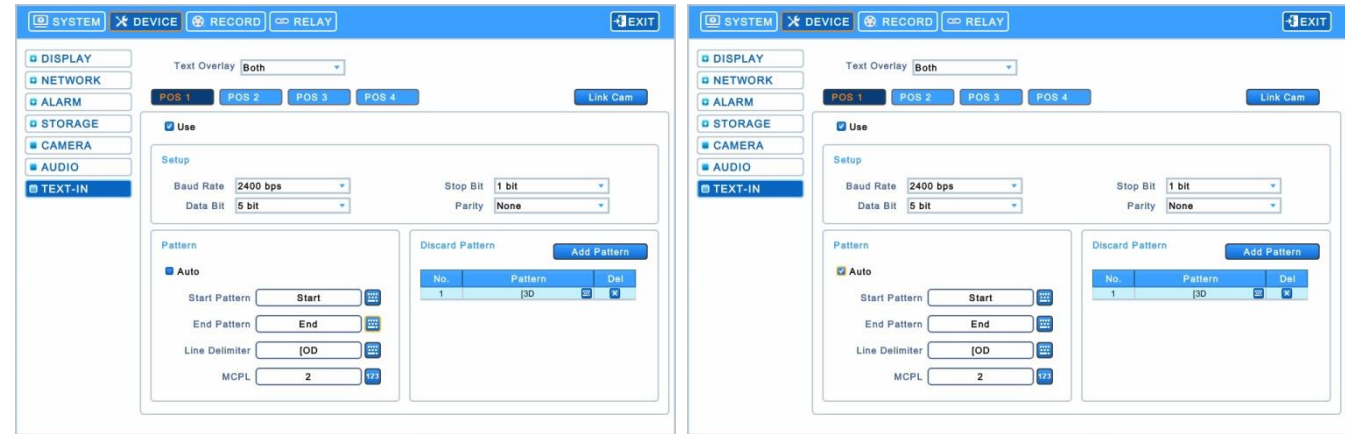 SYSTEM DEVICE RECORD RELAY EXIT
DISPLAY
NETWORK
ALARM
STORAGE
CAMERA
AUDIO
TEXT-IN
Text Overlay Both
POS 1 POS 2 POS 3 POS 4 Link Cam
Use
Setup
Baud Rate 2400 bps Stop Bit 1 bit
Data Bit 5 bit Parity None
Pattern
Auto
Start Pattern Start
End Pattern End
Line Delimiter [OD
MCPL 2 123
Discard Pattern Add Pattern
No. Pattern Del
1 [3D
SYSTEM DEVICE RECORD RELAY EXIT
DISPLAY
NETWORK
ALARM
STORAGE
CAMERA
AUDIO
TEXT-IN
Text Overlay Both
POS 1 POS 2 POS 3 POS 4 Link Cam
Use
Setup
Baud Rate 2400 bps Stop Bit 1 bit
Data Bit 5 bit Parity None
Pattern
Auto
Start Pattern Start
End Pattern End
Line Delimiter [OD
MCPL 2 123
Discard Pattern Add Pattern
No. Pattern Del
1 [3D